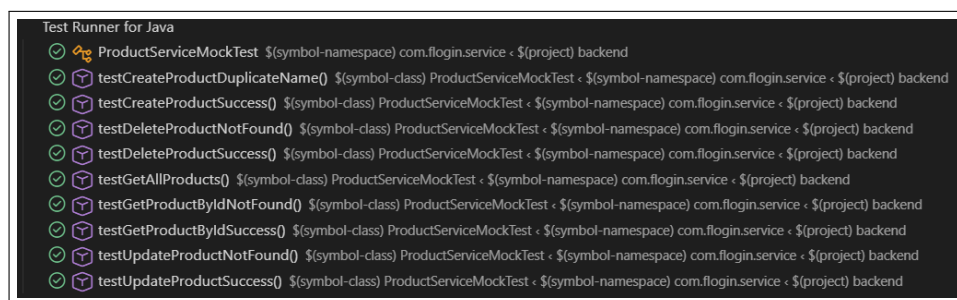 Test Runner for Java
ProductServiceMockTest $(symbol-namespace) com.flogin.service < $(project) backend
testCreateProductDuplicateName() $(symbol-class) ProductServiceMockTest < $(symbol-namespace) com.flogin.service < $(project) backend
testCreateProductSuccess() $(symbol-class) ProductServiceMockTest < $(symbol-namespace) com.flogin.service < $(project) backend
testDeleteProductNotFound() $(symbol-class) ProductServiceMockTest < $(symbol-namespace) com.flogin.service < $(project) backend
testDeleteProductSuccess() $(symbol-class) ProductServiceMockTest < $(symbol-namespace) com.flogin.service < $(project) backend
testGetAllProducts() $(symbol-class) ProductServiceMockTest < $(symbol-namespace) com.flogin.service < $(project) backend
testGetProductByIdNotFound() $(symbol-class) ProductServiceMockTest < $(symbol-namespace) com.flogin.service < $(project) backend
testGetProductByIdSuccess() $(symbol-class) ProductServiceMockTest < $(symbol-namespace) com.flogin.service < $(project) backend
testUpdateProductNotFound() $(symbol-class) ProductServiceMockTest < $(symbol-namespace) com.flogin.service < $(project) backend
testUpdateProductSuccess() $(symbol-class) ProductServiceMockTest < $(symbol-namespace) com.flogin.service < $(project) backend